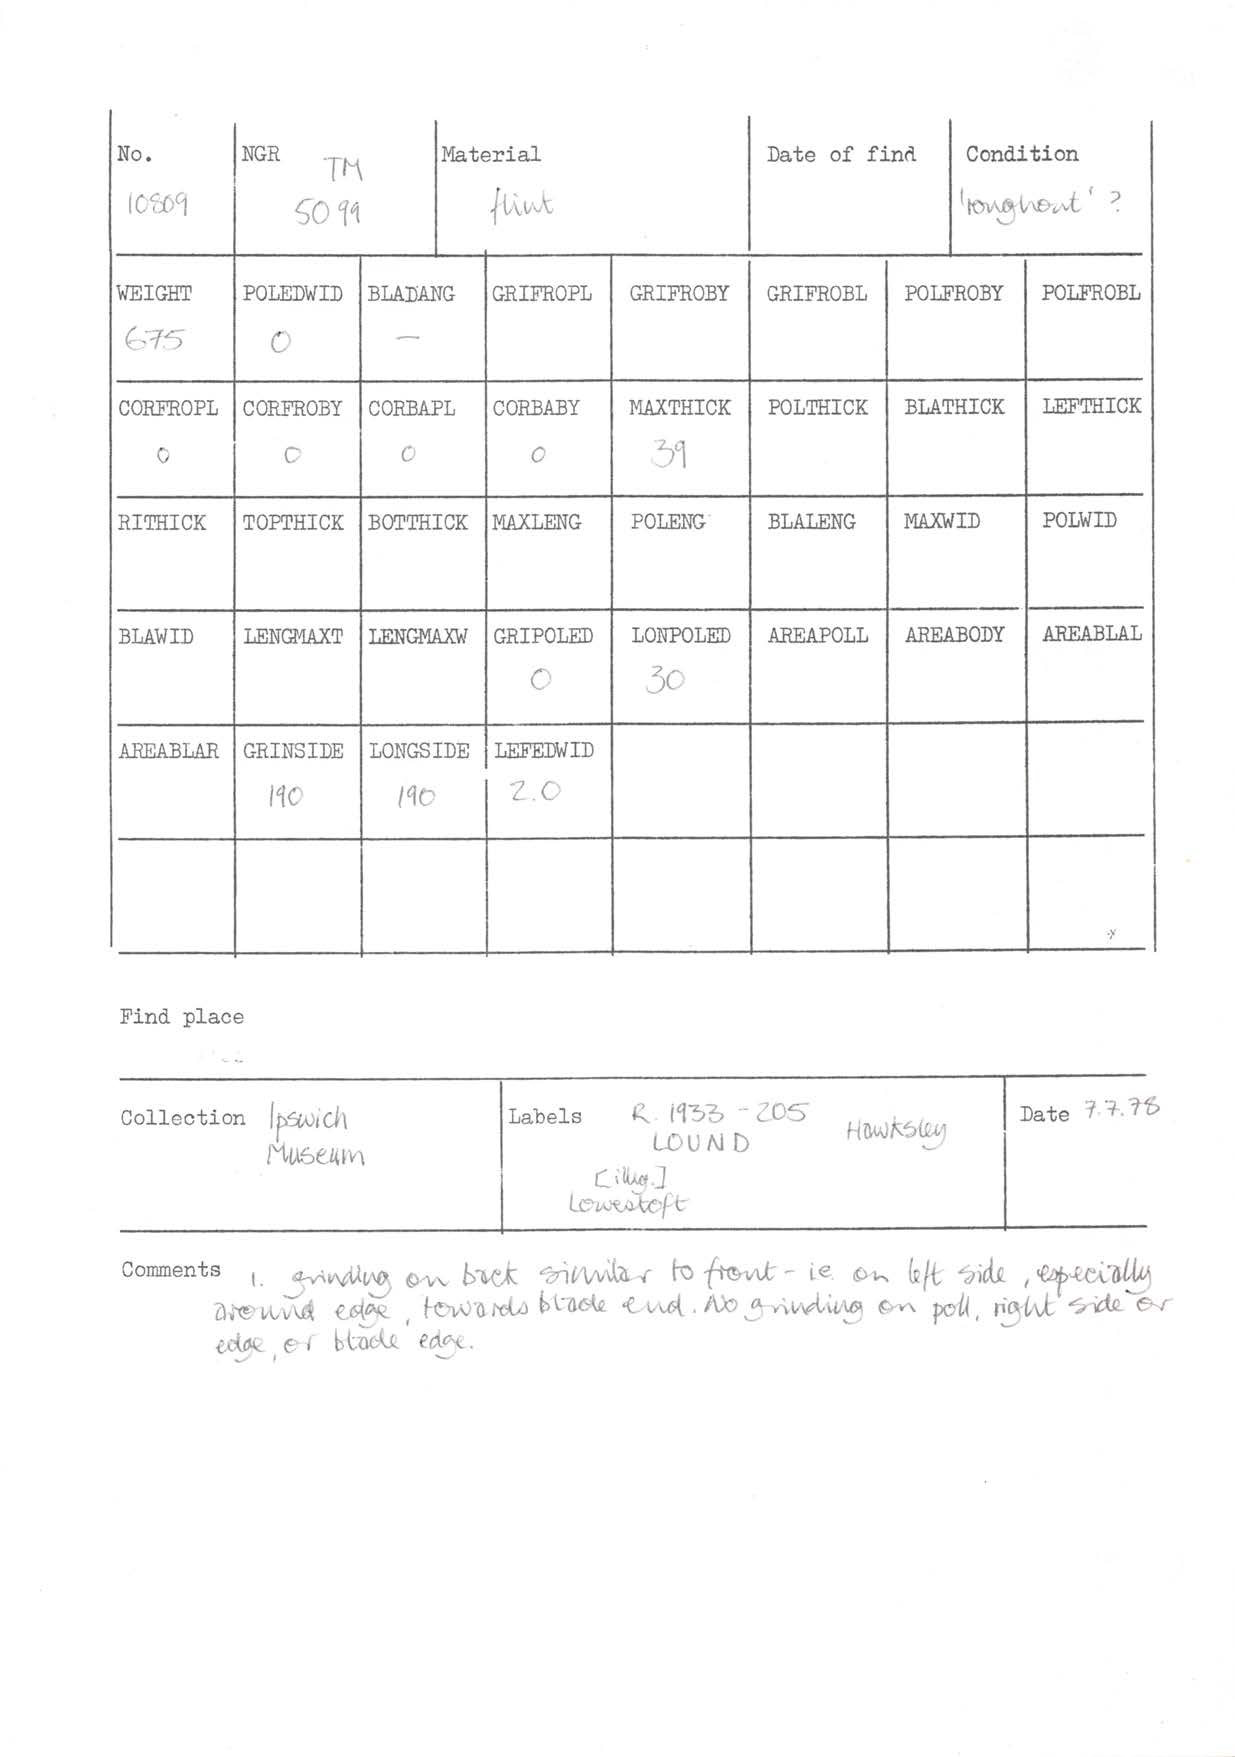 No. NGR Material Date of find Condition
TM
10809 5099 flint 'roughout' ?
WEIGHT POLEDWID BLADANG GRIFROPL GRIFROBY GRIFROBL POLFROBY POLFROBL
675 0 —
CORFROPL CORFROBY CORBAPL CORBABY MAXTHICK POLTHICK BLATHICK LEFTHICK
0 0 0 0 39
RITHICK TOPTHICK BOTTHICK MAXLENG POLENG BLALENG MAXWID POLWID
BLAWID LENGMAXT LENGMAXW GRIPOLED LONPOLED AREAPOLL AREABODY AREABLAL
0 30
AREABLAR GRINSIDE LONGSIDE LEFEDWID
190 190 2.0
Find place
Collection Ipswich
Museum
Labels R. 1933 - 205
LOUND Hawksley
[illig.]
Lowestoft
Date 7.7.78
Comments 1. grinding on back similar to front - ie. on left side, especially
around edge, towards blade end. No grinding on poll, right side or
edge, or blade edge.